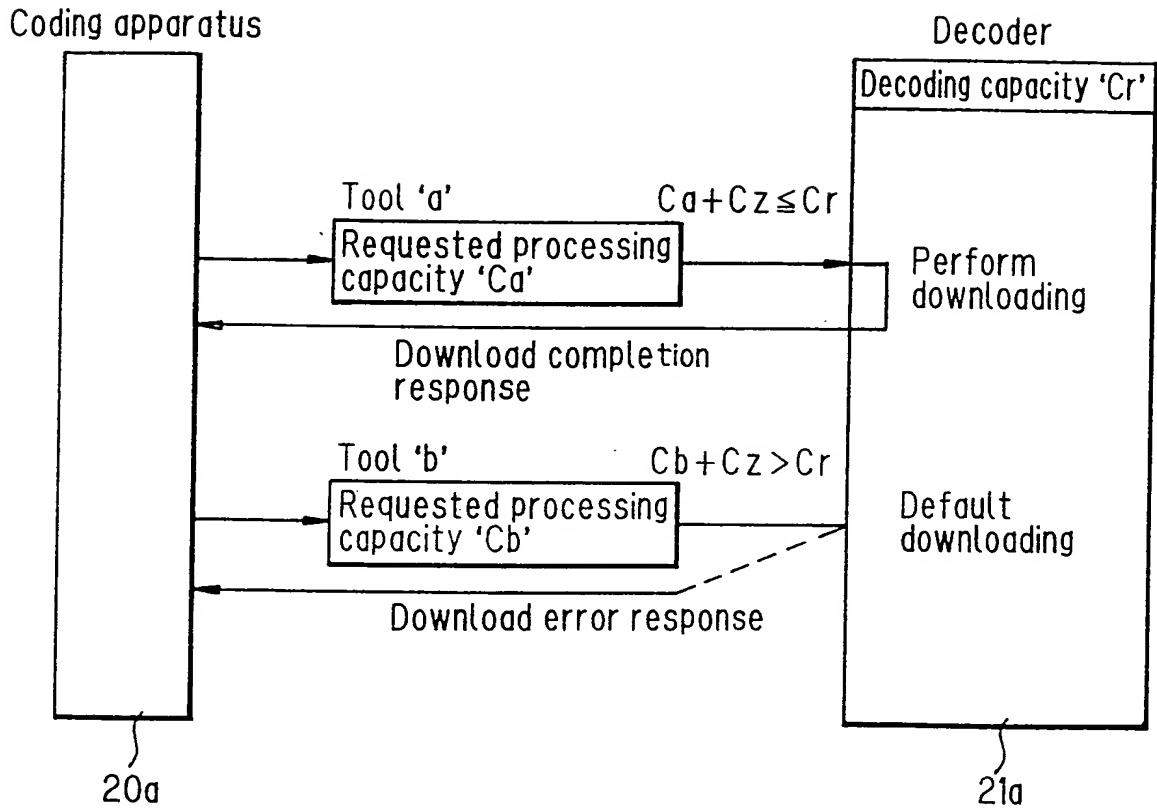 Coding apparatus
Decoder
Decoding capacity 'Cr'
Tool 'a'
Ca+Cz≦Cr
Requested processing
capacity 'Ca'
Perform
downloading
Download completion
response
Tool 'b'
Cb+Cz>Cr
Requested processing
capacity 'Cb'
Default
downloading
Download error response
20a
21a